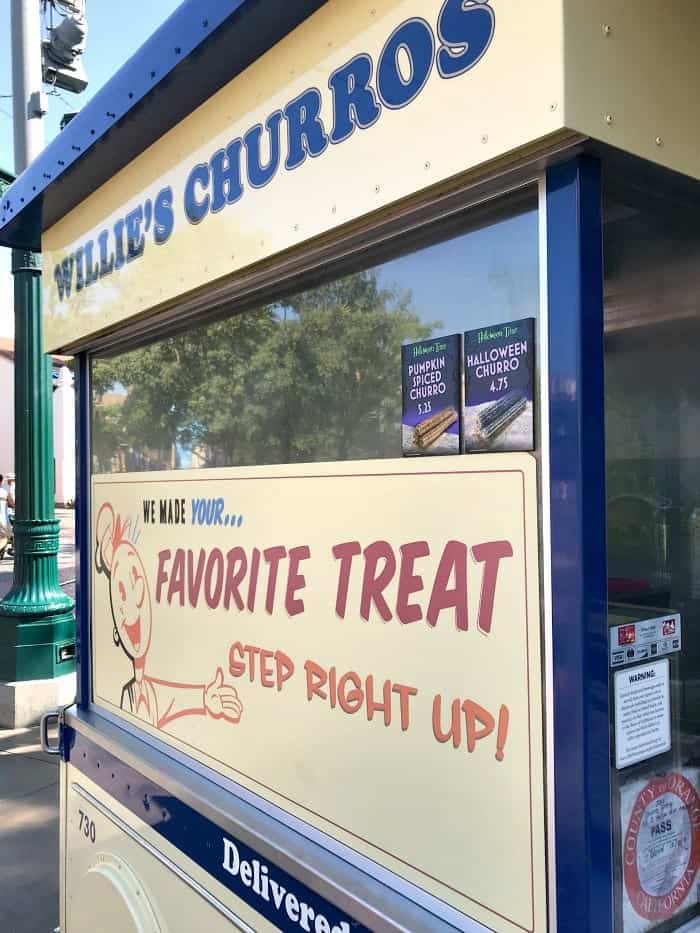 WILLIE'S CHURROS
Halloween Time
PUMPKIN
SPICED
CHURRO
5.25
Halloween Time
HALLOWEEN
CHURRO
4.75
WE MADE YOUR...
FAVORITE TREAT
STEP RIGHT UP!
730
Delivered
VISA
WARNING:
COUNTY OF ORANGE
PASS
CALIFORNIA